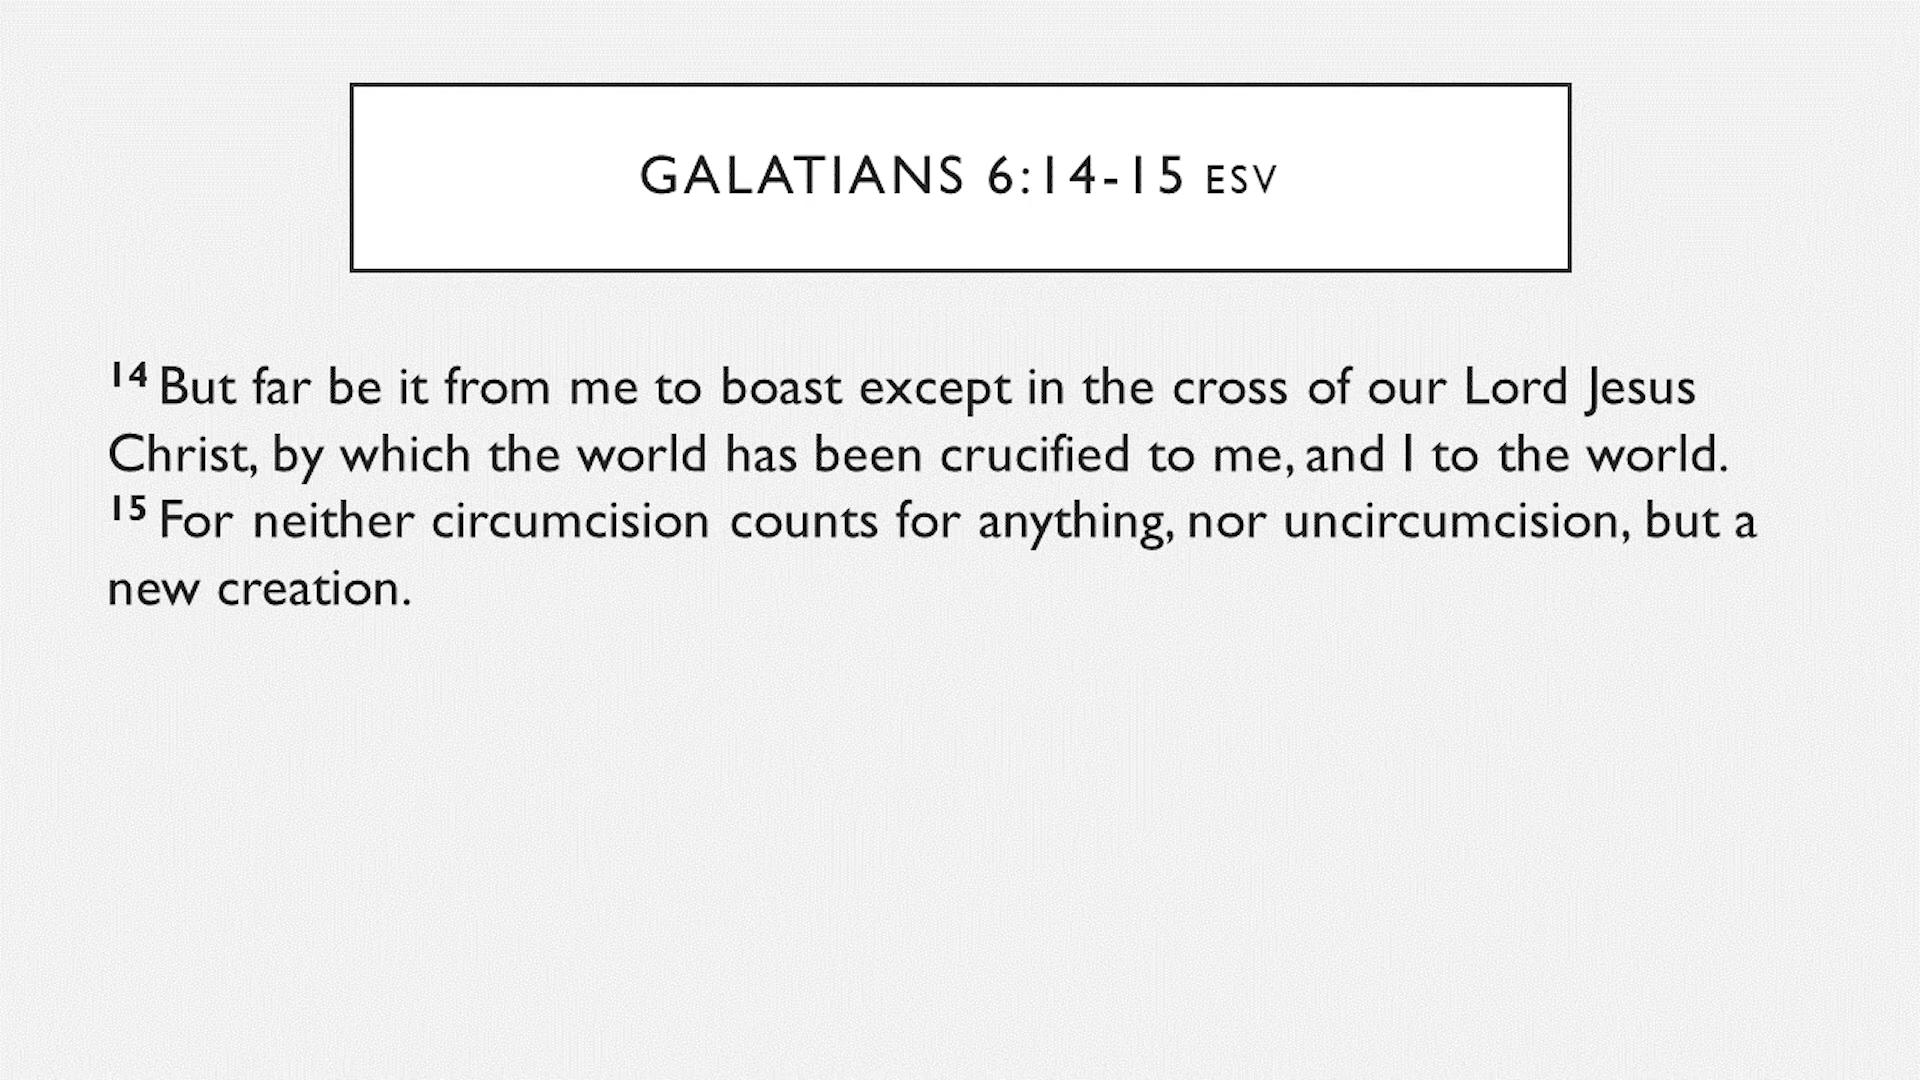 GALATIANS 6:14-15 ESV
14 But far be it from me to boast except in the cross of our Lord Jesus
Christ, by which the world has been crucified to me, and I to the world.
15 For neither circumcision counts for anything, nor uncircumcision, but a
new creation.